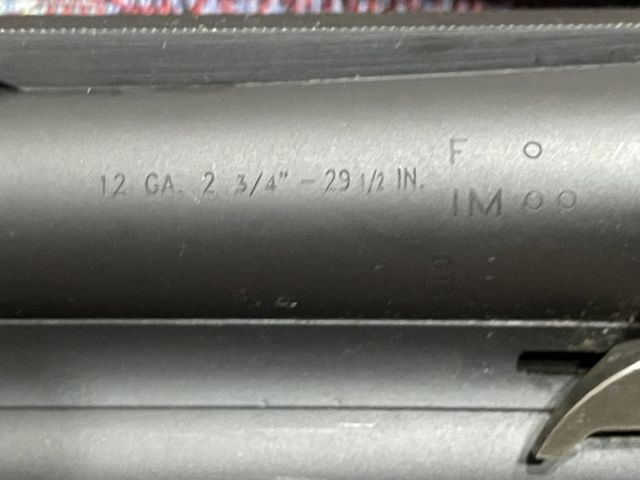 12 GA. 2 3/4" - 29 1/2 IN.
F O
IM O O